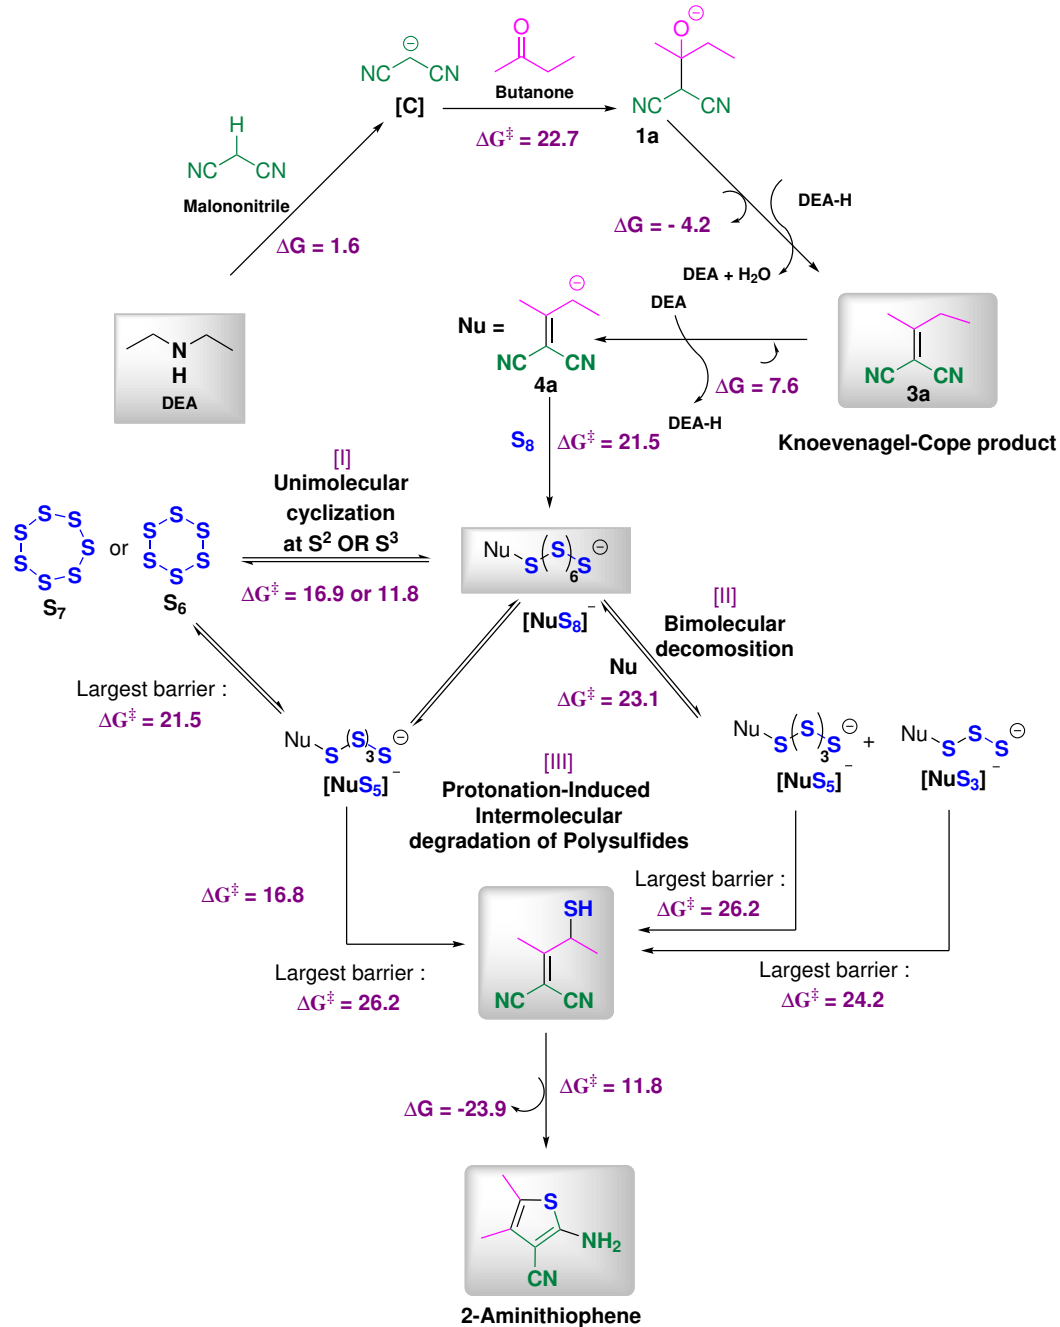 O⊖
O
⊖
NC CN
[C]
Butanone
ΔG‡ = 22.7
NC CN
1a
H
NC CN
Malononitrile
ΔG = 1.6
DEA-H
ΔG = - 4.2
DEA + H₂O
N
H
DEA
Nu =
⊖
NC CN
4a
DEA
DEA-H
ΔG = 7.6
NC CN
3a
Knoevenagel-Cope product
S₈
ΔG‡ = 21.5
[I]
Unimolecular
cyclization
at S² OR S³
ΔG‡ = 16.9 or 11.8
S S S S S S S
S₇
or
S S S S S S
S₆
Nu S(S)₆S⊖
[NuS₈]⁻
[II]
Bimolecular
decomosition
Nu
ΔG‡ = 23.1
Largest barrier :
ΔG‡ = 21.5
Nu S(S)₃S⊖
[NuS₅]⁻
Nu S(S)₃S⊖
[NuS₅]⁻
+
Nu S S S⊖
[NuS₃]⁻
[III]
Protonation-Induced
Intermolecular
degradation of Polysulfides
ΔG‡ = 16.8
Largest barrier :
ΔG‡ = 26.2
SH
NC CN
Largest barrier :
ΔG‡ = 26.2
Largest barrier :
ΔG‡ = 24.2
ΔG‡ = 11.8
ΔG = -23.9
S
NH₂
CN
2-Aminithiophene